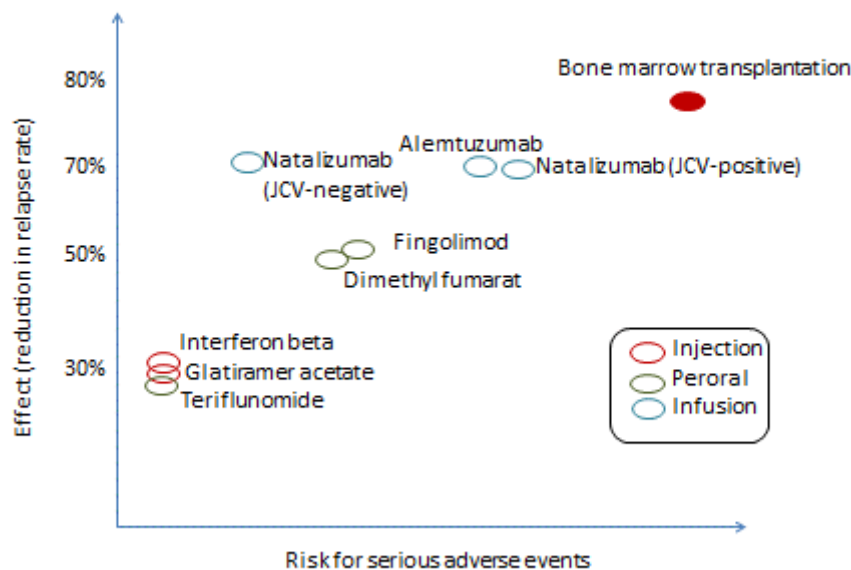 Effect (reduction in relapse rate)
80%
70%
50%
30%
Bone marrow transplantation
Alemtuzumab
Natalizumab
(JCV-negative)
Natalizumab (JCV-positive)
Fingolimod
Dimethyl fumarat
Interferon beta
Glatiramer acetate
Teriflunomide
Injection
Peroral
Infusion
Risk for serious adverse events